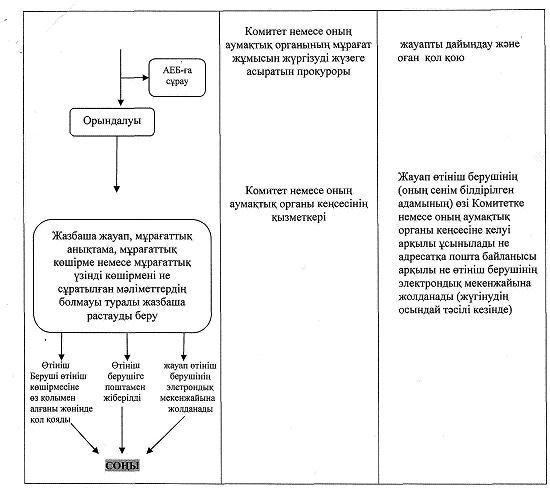 АЕБ-ға
сұрау
Орындалуы
Жазбаша жауап, мұрағаттық
анықтама, мұрағаттық
көшірме немесе мұрағаттық
үзінді көшірмені не
сұратылған мәліметтердің
болмауы туралы жазбаша
растауды беру
Өтініш
Беруші өтініш
көшірмесіне
өз қолымен
алғаны жөнінде
қол қояды
Өтініш
берушіге
поштамен
жіберілді
жауап өтініш
берушінің
элетрондық
мекенжайына
жолданады
СОҢЫ
Комитет немесе оның
аумақтық органының мұрағат
жұмысын жүргізуді жүзеге
асыратын прокуроры
Комитет немесе оның
аумақтық органы кеңсесінің
қызметкері
жауапты дайындау және
оған қол қою
Жауап өтініш берушінің
(оның сенім білдірілген
адамының) өзі Комитетке
немесе оның аумақтық
органы кеңсесіне келуі
арқылы ұсынылады не
адресатқа пошта байланысы
арқылы не өтініш берушінің
электрондық мекенжайына
жолданады (жүгінудің
осындай тәсілі кезінде)